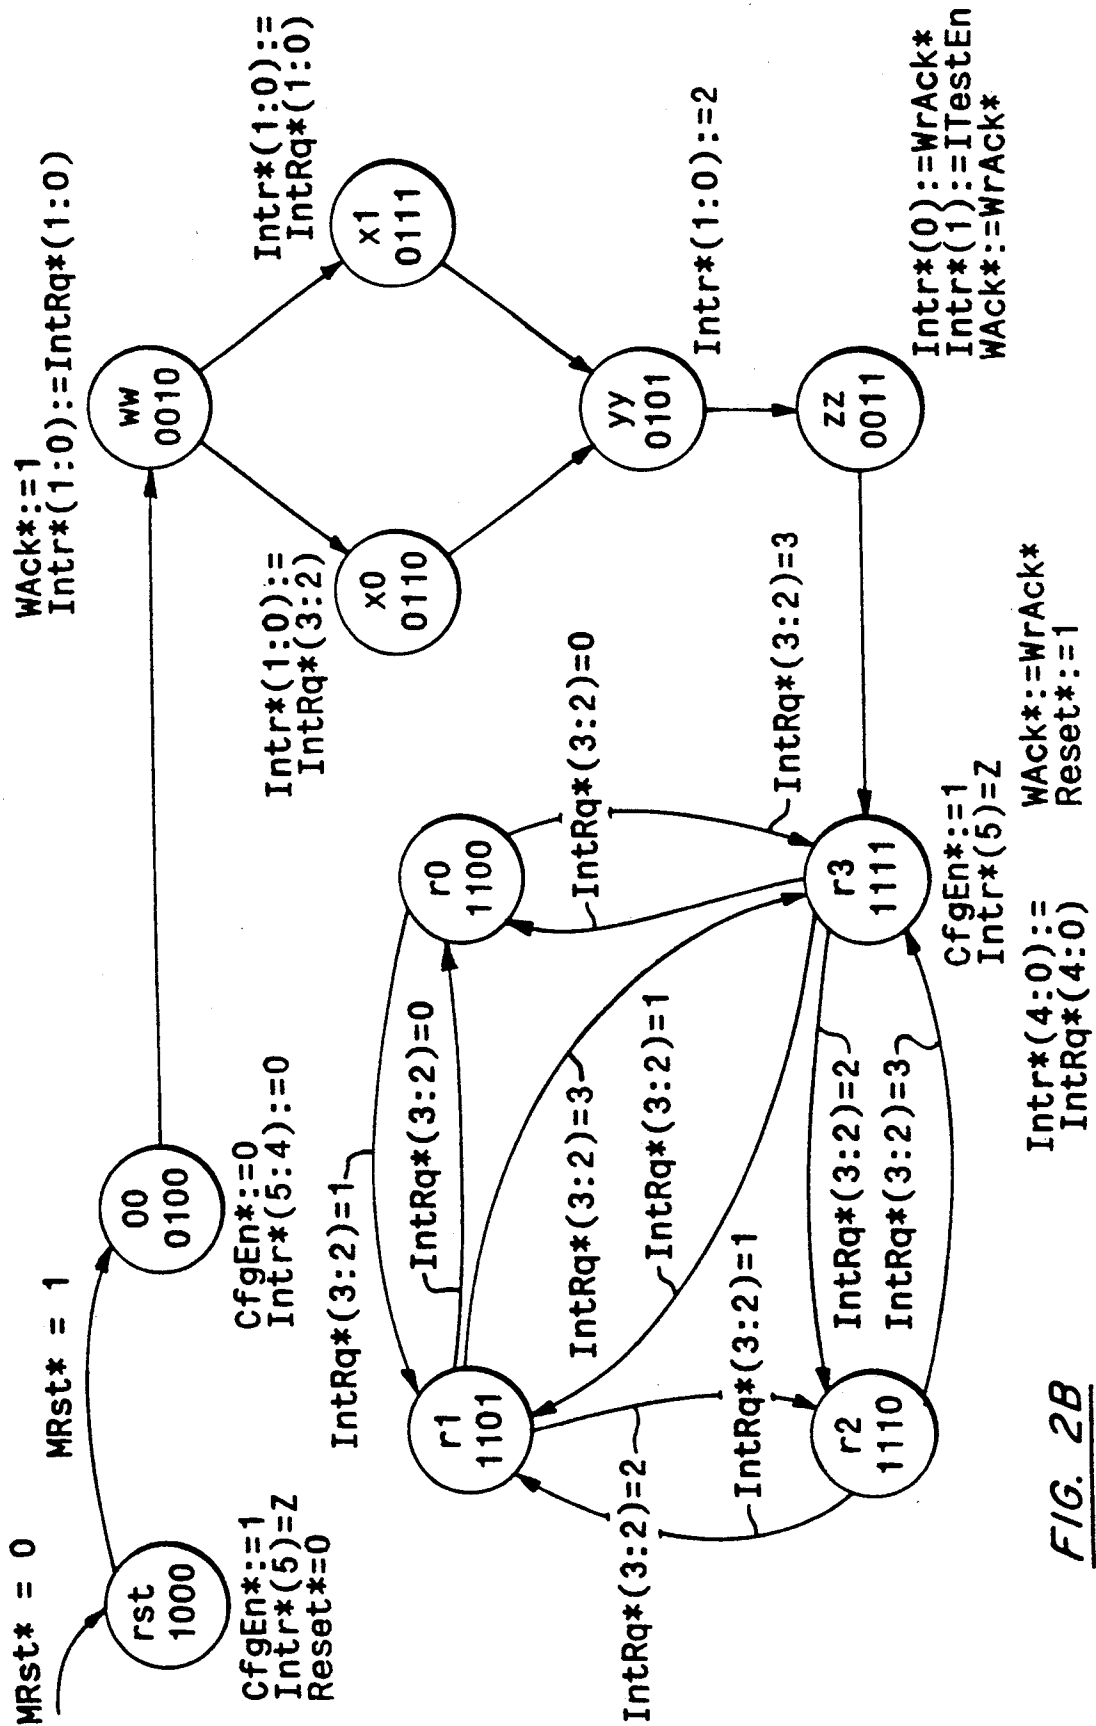 MRst* = 0
MRst* = 1
rst
1000
CfgEn*:=1
Intr*(5)=Z
Reset*=0
00
0100
CfgEn*:=0
Intr*(5:4):=0
WAck*:=1
Intr*(1:0):=IntRq*(1:0)
ww
0010
Intr*(1:0):=
IntRq*(3:2)
x0
0110
Intr*(1:0):=
IntRq*(1:0)
x1
0111
yy
0101
Intr*(1:0):=2
zz
0011
Intr*(0):=WrAck*
Intr*(1):=ITestEn
WAck*:=WrAck*
IntRq*(3:2)=1
IntRq*(3:2)=0
r0
1100
IntRq*(3:2)=0
IntRq*(3:2)=3
r1
1101
IntRq*(3:2)=3
IntRq*(3:2)=1
IntRq*(3:2)=2
IntRq*(3:2)=1
IntRq*(3:2)=2
IntRq*(3:2)=3
r2
1110
r3
1111
CfgEn*:=1
Intr*(5)=Z
Intr*(4:0):=
IntRq*(4:0)
WAck*:=WrAck*
Reset*:=1
FIG. 2B